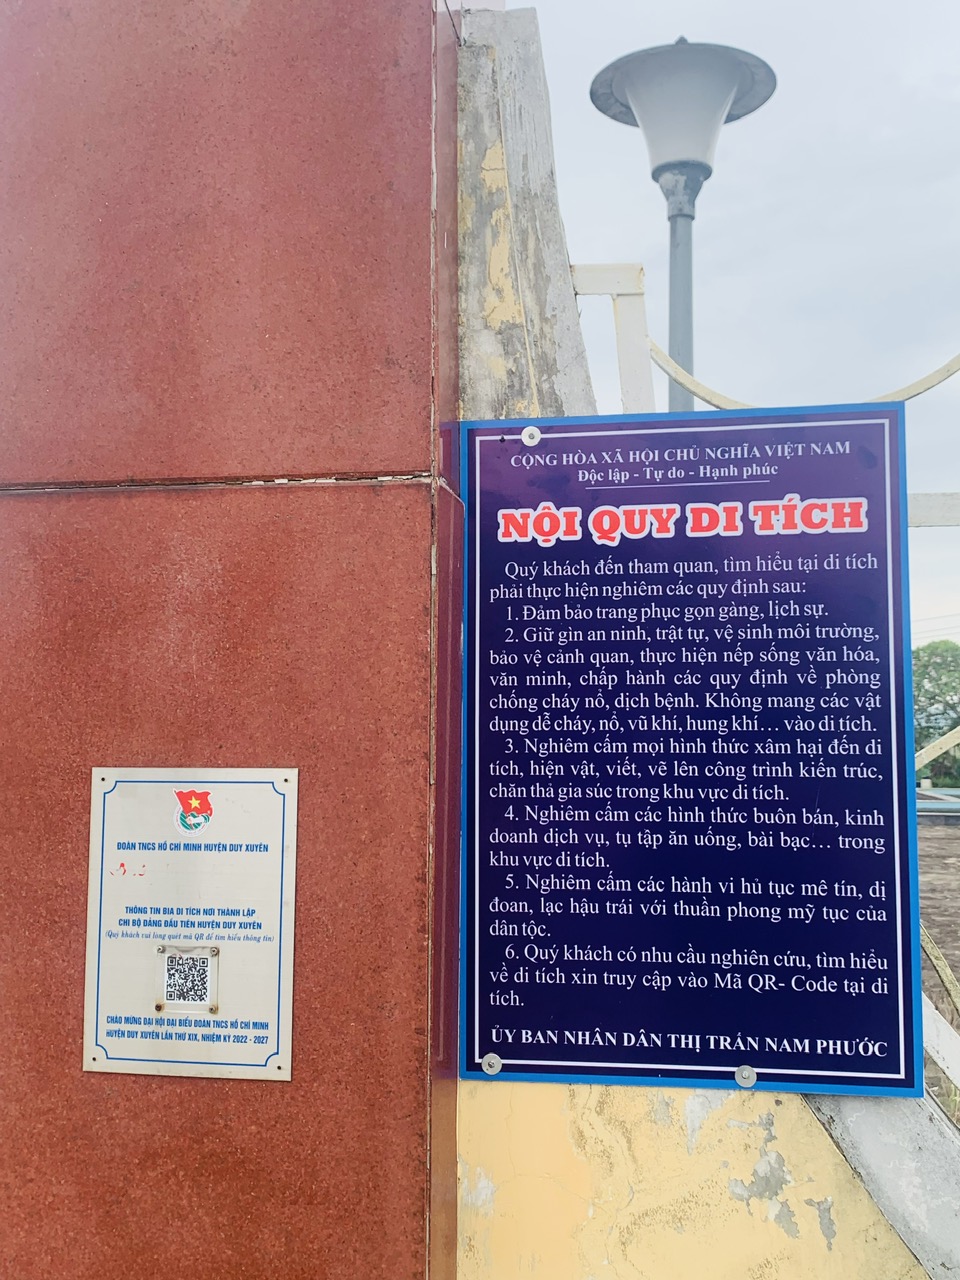 ĐOÀN TNCS HỒ CHÍ MINH HUYỆN DUY XUYÊN
THÔNG TIN BIA DI TÍCH NƠI THÀNH LẬP
CHI BỘ ĐẢNG ĐẦU TIÊN HUYỆN DUY XUYÊN
(Quý khách vui lòng quét mã QR để tìm hiểu thông tin)
CHÀO MỪNG ĐẠI HỘI ĐẠI BIỂU ĐOÀN TNCS HỒ CHÍ MINH
HUYỆN DUY XUYÊN LẦN THỨ XIX, NHIỆM KỲ 2022 - 2027
CỘNG HÒA XÃ HỘI CHỦ NGHĨA VIỆT NAM
Độc lập - Tự do - Hạnh phúc
NỘI QUY DI TÍCH
Quý khách đến tham quan, tìm hiểu tại di tích
phải thực hiện nghiêm các quy định sau:
1. Đảm bảo trang phục gọn gàng, lịch sự.
2. Giữ gìn an ninh, trật tự, vệ sinh môi trường,
bảo vệ cảnh quan, thực hiện nếp sống văn hóa,
văn minh, chấp hành các quy định về phòng
chống cháy nổ, dịch bệnh. Không mang các vật
dụng dễ cháy, nổ, vũ khí, hung khí... vào di tích.
3. Nghiêm cấm mọi hình thức xâm hại đến di
tích, hiện vật, viết, vẽ lên công trình kiến trúc,
chăn thả gia súc trong khu vực di tích.
4. Nghiêm cấm các hình thức buôn bán, kinh
doanh dịch vụ, tụ tập ăn uống, bài bạc... trong
khu vực di tích.
5. Nghiêm cấm các hành vi hủ tục mê tín, dị
đoan, lạc hậu trái với thuần phong mỹ tục của
dân tộc.
6. Quý khách có nhu cầu nghiên cứu, tìm hiểu
về di tích xin truy cập vào Mã QR- Code tại di
tích.
ỦY BAN NHÂN DÂN THỊ TRẤN NAM PHƯỚC